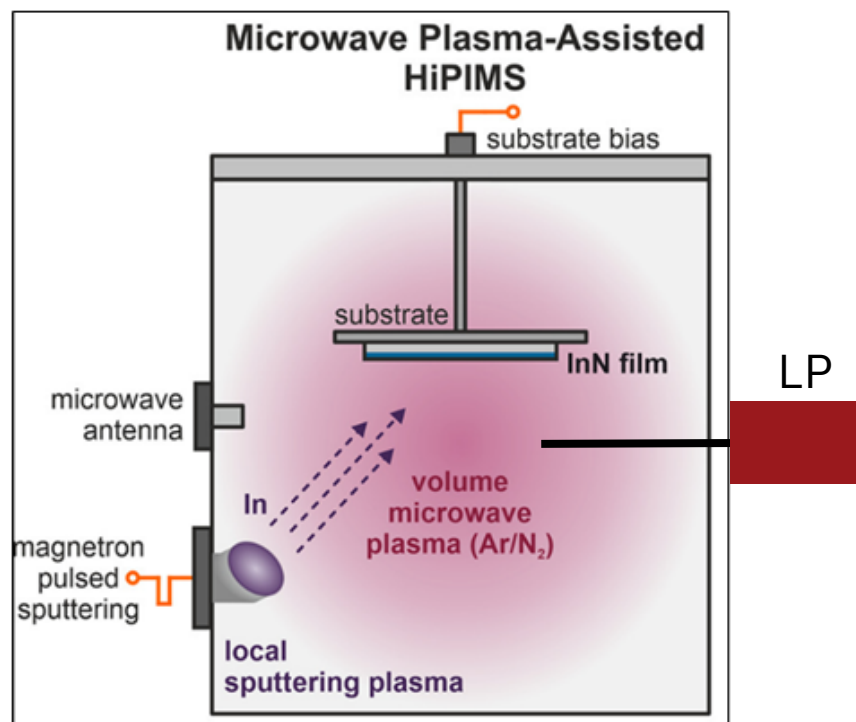 Microwave Plasma-Assisted
HiPIMS
substrate bias
substrate
InN film
LP
microwave
antenna
In
volume
microwave
plasma (Ar/N₂)
magnetron
pulsed
sputtering
local
sputtering plasma